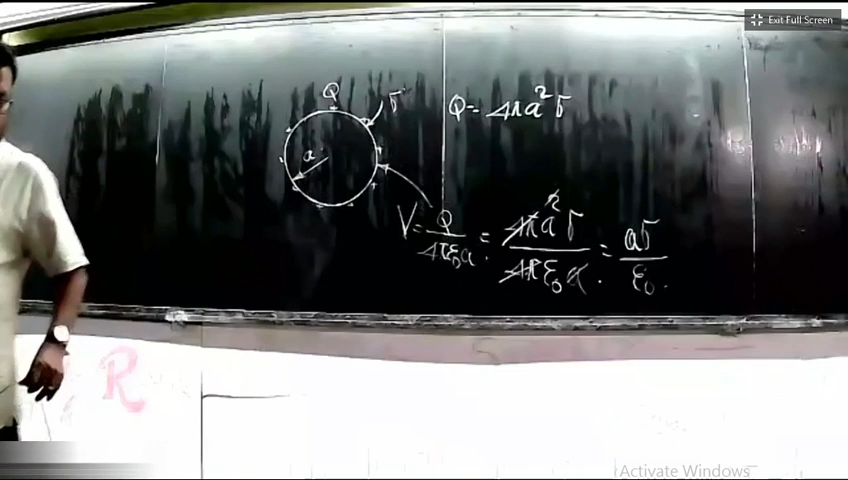 Exit Full Screen
Q
σ
a
Q = 4πa²σ
V = Q/4πε₀a = 4πa²σ/4πε₀a = aσ/ε₀
R
Activate Windows